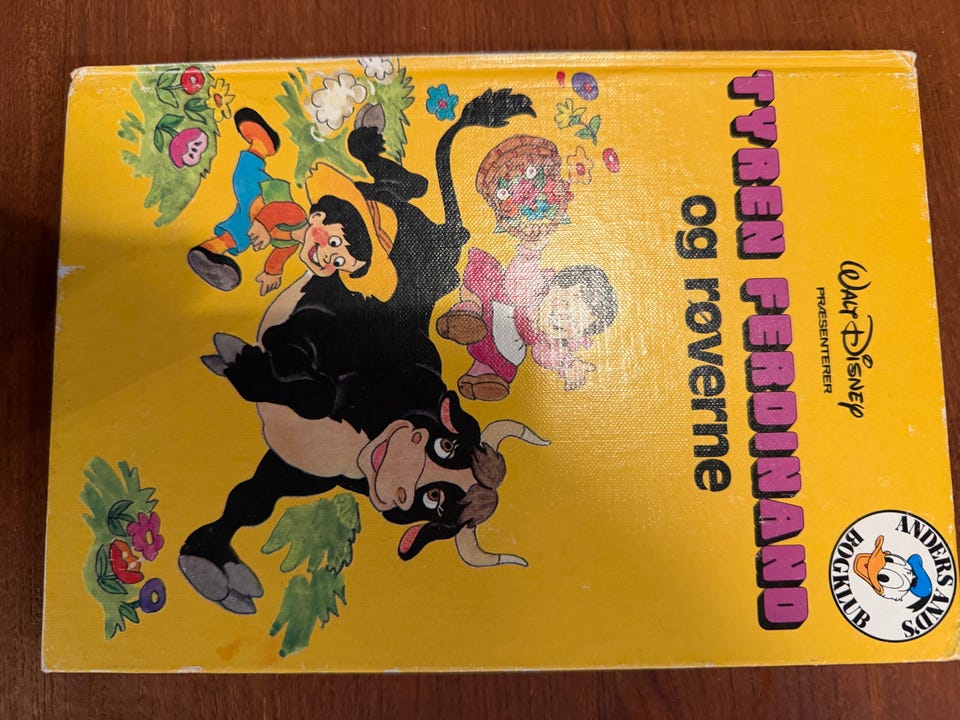 WALT DISNEY
PRÆSENTERER
TYREN FERDINAND
og røverne
ANDERS AND'S
BOGKLUB